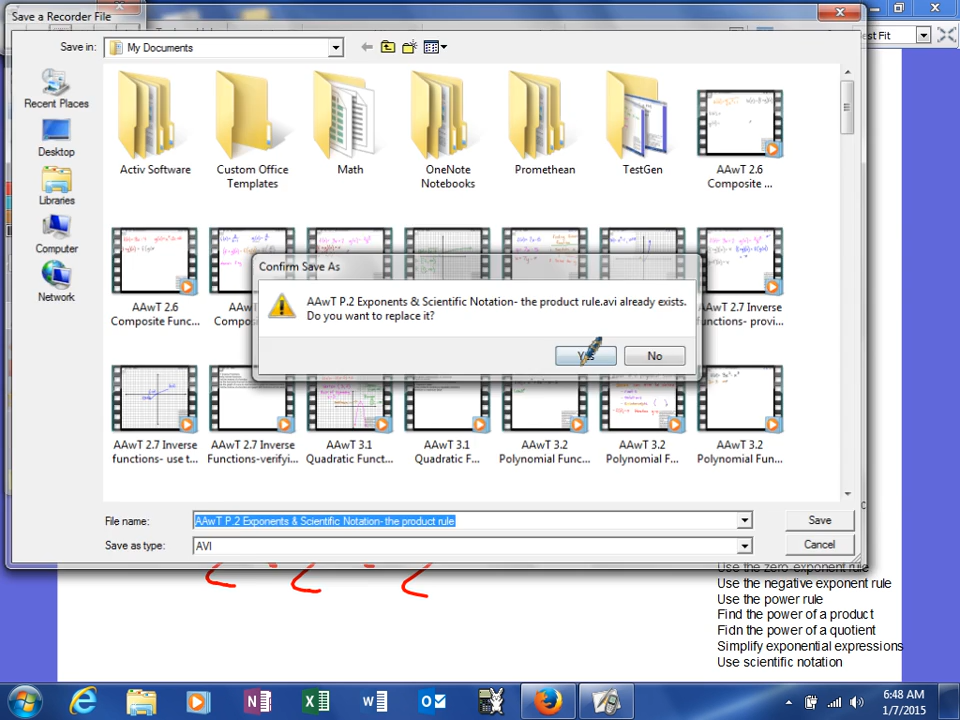 Save a Recorder File
est Fit
Save in:
My Documents
Recent Places
Desktop
Libraries
Computer
Network
Activ Software
Custom Office
Templates
Math
OneNote
Notebooks
Promethean
TestGen
AAwT 2.6
Composite ...
AAwT 2.6
Composite Func...
AAwT 2.7 Inverse
functions- provi...
Confirm Save As
AAwT P.2 Exponents & Scientific Notation- the product rule.avi already exists.
Do you want to replace it?
Yes
No
AAwT 2.7 Inverse
functions- use t...
AAwT 2.7 Inverse
Functions-verifyi...
AAwT 3.1
Quadratic Funct...
AAwT 3.1
Quadratic F...
AAwT 3.2
Polynomial Func...
AAwT 3.2
Polynomial F...
AAwT 3.2
Polynomial Fun...
File name:
AAwT P.2 Exponents & Scientific Notation- the product rule
Save
Save as type:
AVI
Cancel
Use the zero-exponent rule
Use the negative exponent rule
Use the power rule
Find the power of a product
Fidn the power of a quotient
Simplify exponential expressions
Use scientific notation
6:48 AM
1/7/2015